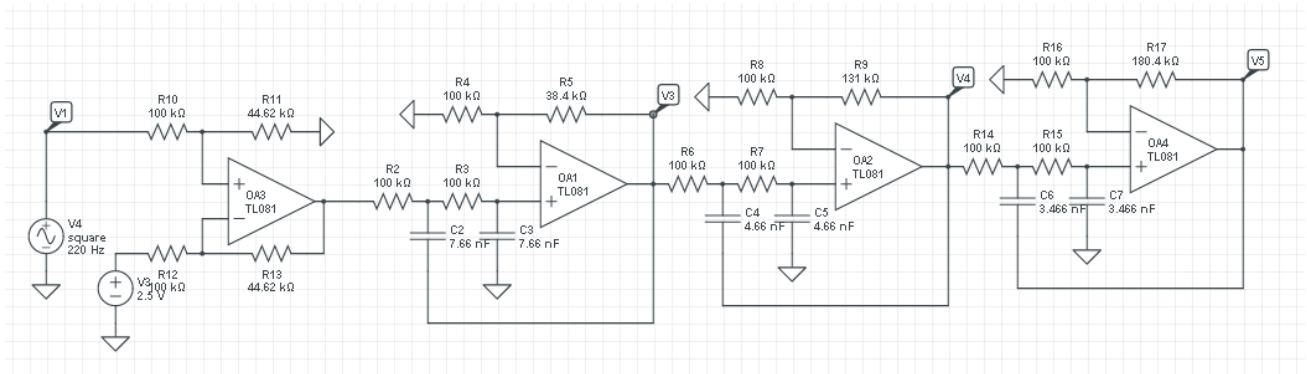 V1
R10
100 kΩ
R11
44.62 kΩ
OA3
TL081
V4
square
220 Hz
V3
2.5 V
R12
100 kΩ
R13
44.62 kΩ
R2
100 kΩ
R3
100 kΩ
C2
7.66 nF
C3
7.66 nF
R4
100 kΩ
R5
38.4 kΩ
V3
OA1
TL081
R6
100 kΩ
R7
100 kΩ
C4
4.66 nF
C5
4.66 nF
R8
100 kΩ
R9
131 kΩ
V4
OA2
TL081
R14
100 kΩ
R15
100 kΩ
C6
3.466 nF
C7
3.466 nF
R16
100 kΩ
R17
180.4 kΩ
V5
OA4
TL081